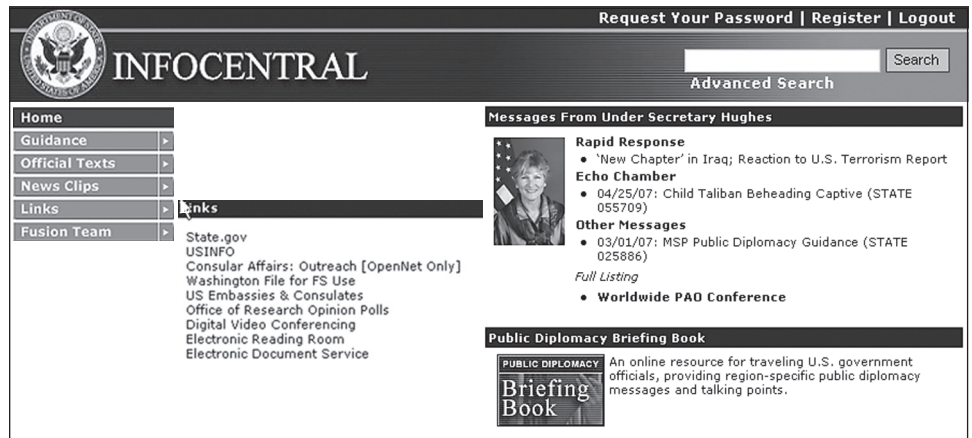 Request Your Password | Register | Logout
INFOCENTRAL
Search
Advanced Search
Home
Guidance
Official Texts
News Clips
Links
Fusion Team
Links
State.gov
USINFO
Consular Affairs: Outreach [OpenNet Only]
Washington File for FS Use
US Embassies & Consulates
Office of Research Opinion Polls
Digital Video Conferencing
Electronic Reading Room
Electronic Document Service
Messages From Under Secretary Hughes
Rapid Response
• 'New Chapter' in Iraq; Reaction to U.S. Terrorism Report
Echo Chamber
• 04/25/07: Child Taliban Beheading Captive (STATE
055709)
Other Messages
• 03/01/07: MSP Public Diplomacy Guidance (STATE
025886)
Full Listing
• Worldwide PAO Conference
Public Diplomacy Briefing Book
PUBLIC DIPLOMACY
Briefing
Book
An online resource for traveling U.S. government
officials, providing region-specific public diplomacy
messages and talking points.